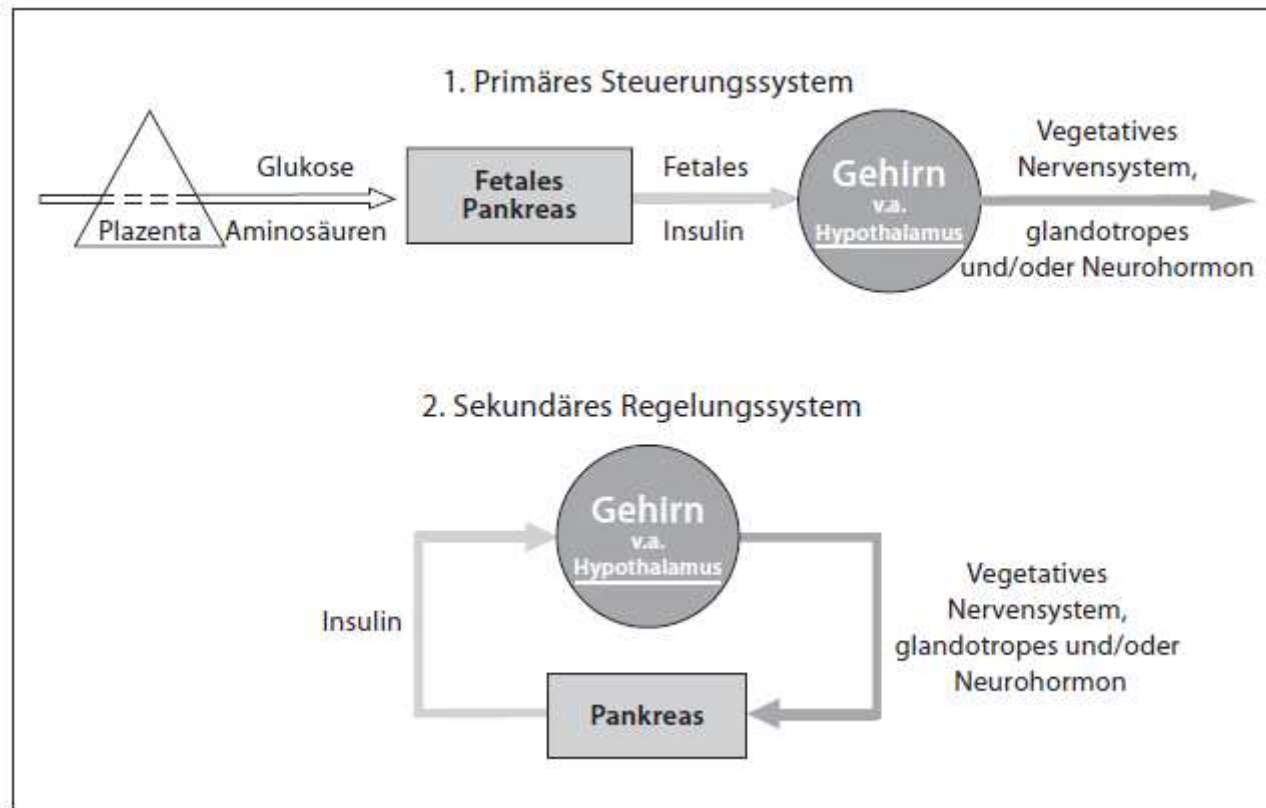 1. Primäres Steuerungssystem
Plazenta
Glukose
Aminosäuren
Fetales
Pankreas
Fetales
Insulin
Gehirn
v.a.
Hypothalamus
Vegetatives
Nervensystem,
glandotropes
und/oder Neurohormon
2. Sekundäres Regelungssystem
Gehirn
v.a.
Hypothalamus
Insulin
Vegetatives
Nervensystem,
glandotropes und/oder
Neurohormon
Pankreas